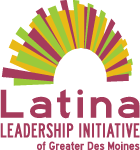 Latina
LEADERSHIP INITIATIVE
of Greater Des Moines